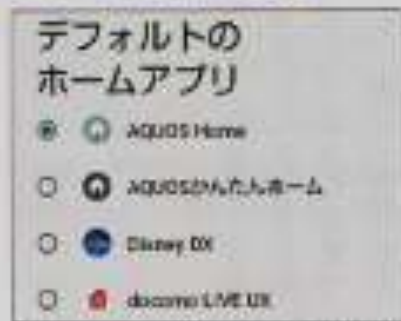 デフォルトの
ホームアプリ
AQUOS Home
AQUOSかんたんホーム
Disney DX
docomo LIVE UX